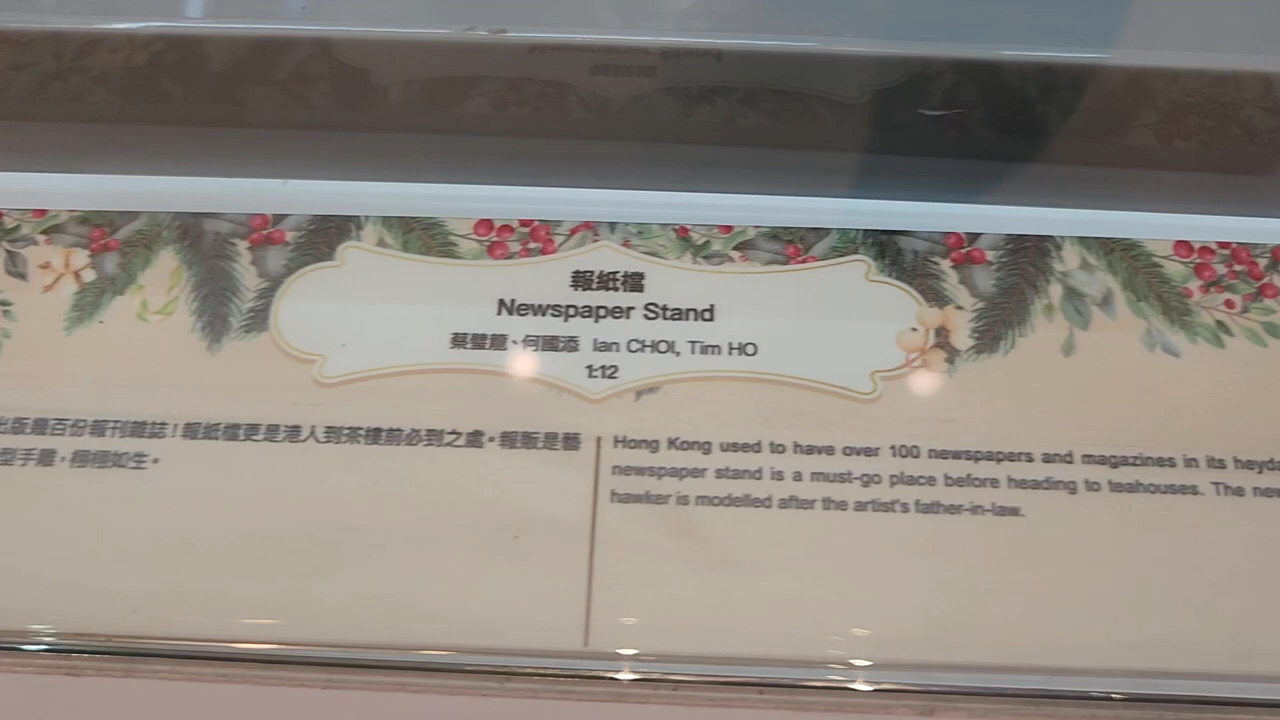 報紙檔
Newspaper Stand
蔡璧龍、何國添 Ian CHOI, Tim HO
1:12
出版幾百份報刊雜誌！報紙檔更是港人到茶樓前必到之處。報販是藝
型手雕，栩栩如生。
Hong Kong used to have over 100 newspapers and magazines in its heyda
newspaper stand is a must-go place before heading to teahouses. The new
hawker is modelled after the artist's father-in-law.